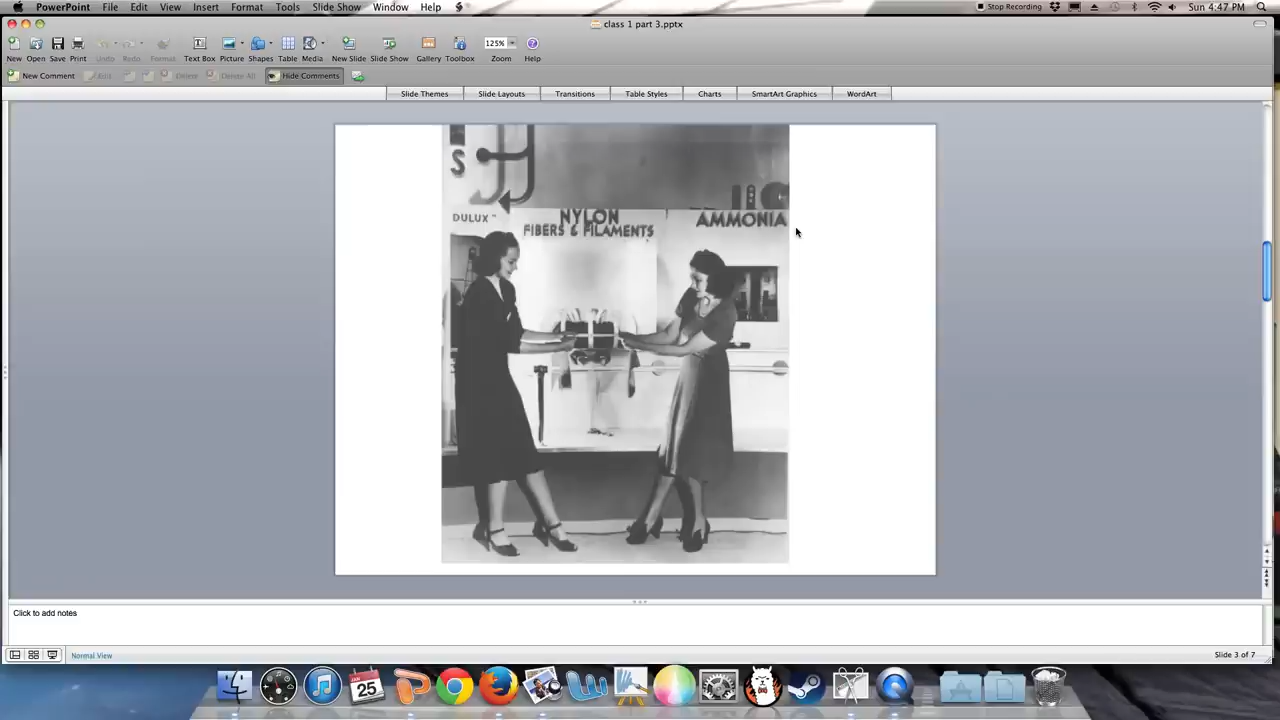 PowerPoint File Edit View Insert Format Tools Slide Show Window Help Stop Recording Sun 4:47 PM
class 1 part 3.pptx
125%
New Open Save Print Undo Redo Format Text Box Picture Shapes Table Media New Slide Slide Show Gallery Toolbox Zoom Help
New Comment Edit Delete Delete All Hide Comments
Slide Themes Slide Layouts Transitions Table Styles Charts SmartArt Graphics WordArt
S
DULUX NYLON AMMONIA
FIBERS & FILAMENTS
Click to add notes
Normal View Slide 3 of 7
JAN
25